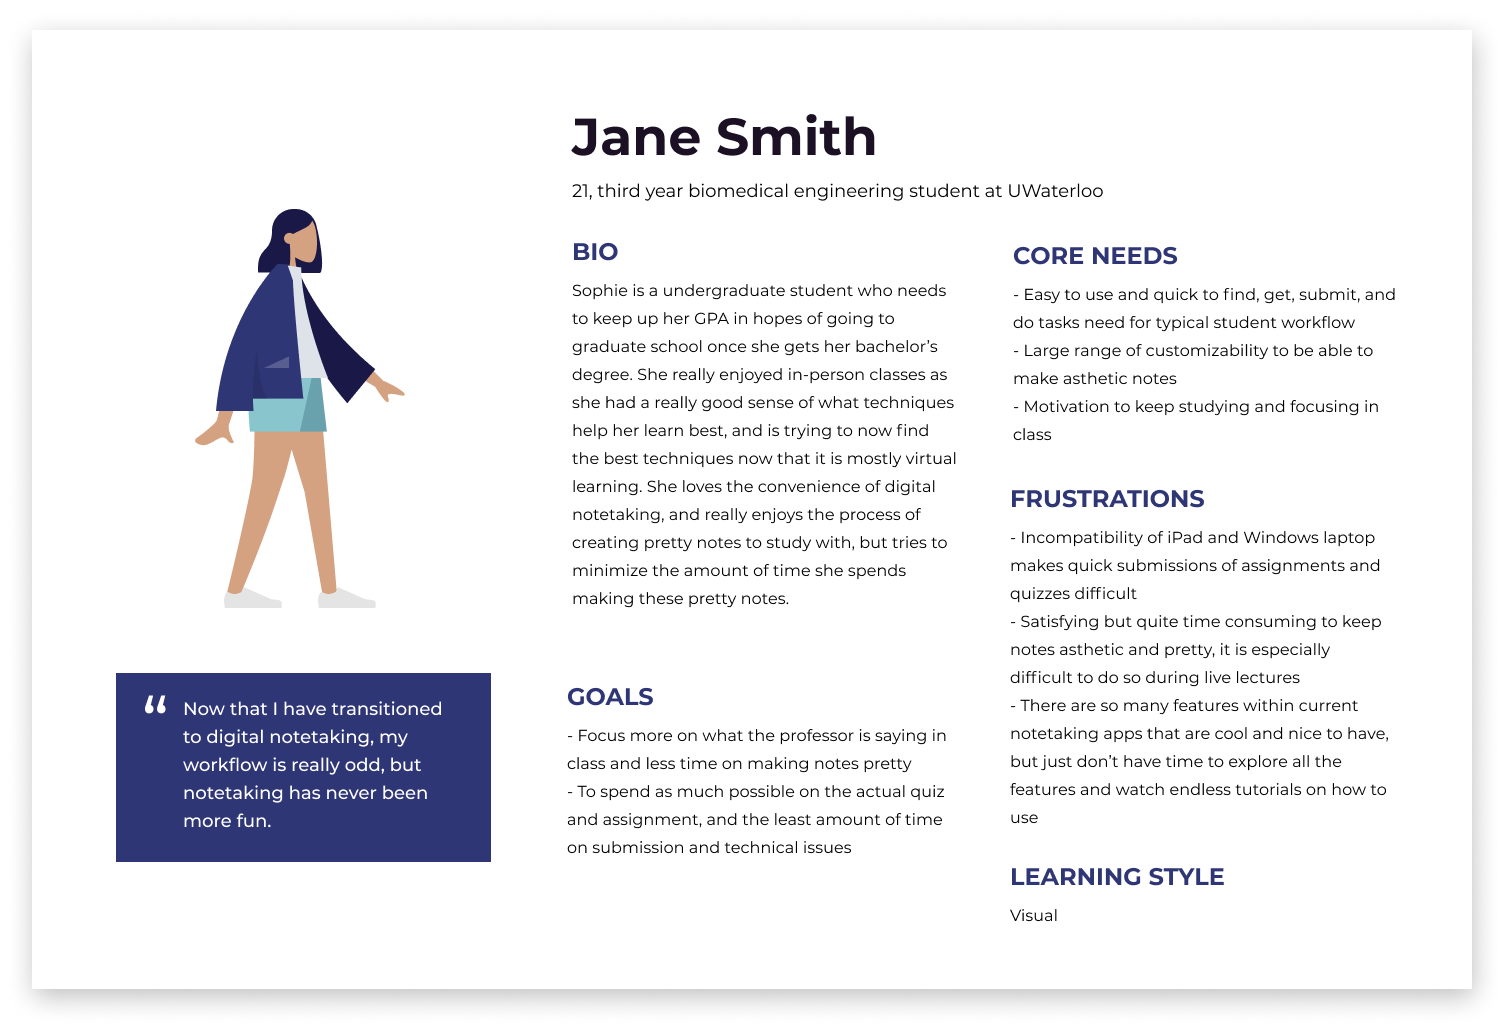 Jane Smith
21, third year biomedical engineering student at UWaterloo
BIO
Sophie is a undergraduate student who needs
to keep up her GPA in hopes of going to
graduate school once she gets her bachelor’s
degree. She really enjoyed in-person classes as
she had a really good sense of what techniques
help her learn best, and is trying to now find
the best techniques now that it is mostly virtual
learning. She loves the convenience of digital
notetaking, and really enjoys the process of
creating pretty notes to study with, but tries to
minimize the amount of time she spends
making these pretty notes.
GOALS
- Focus more on what the professor is saying in
class and less time on making notes pretty
- To spend as much possible on the actual quiz
and assignment, and the least amount of time
on submission and technical issues
CORE NEEDS
- Easy to use and quick to find, get, submit, and
do tasks need for typical student workflow
- Large range of customizability to be able to
make asthetic notes
- Motivation to keep studying and focusing in
class
FRUSTRATIONS
- Incompatibility of iPad and Windows laptop
makes quick submissions of assignments and
quizzes difficult
- Satisfying but quite time consuming to keep
notes asthetic and pretty, it is especially
difficult to do so during live lectures
- There are so many features within current
notetaking apps that are cool and nice to have,
but just don’t have time to explore all the
features and watch endless tutorials on how to
use
LEARNING STYLE
Visual
“ Now that I have transitioned
to digital notetaking, my
workflow is really odd, but
notetaking has never been
more fun.